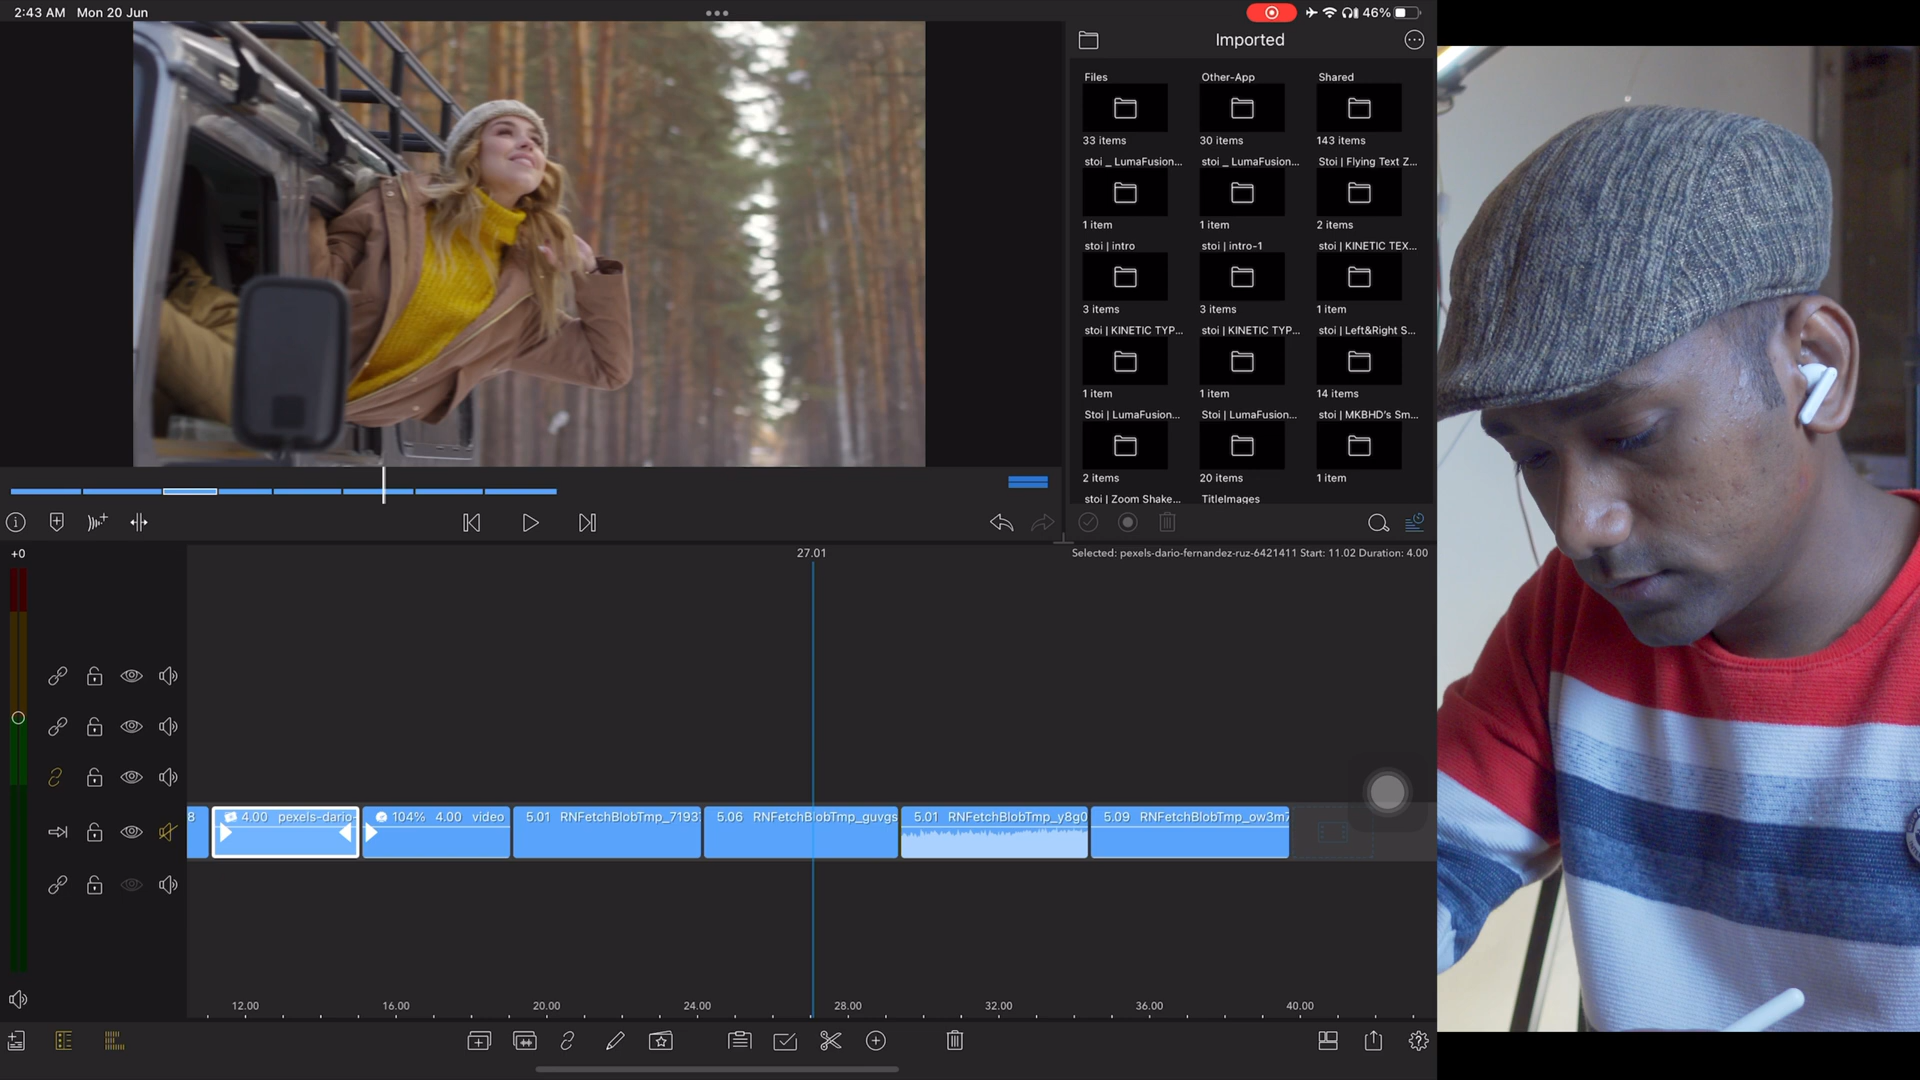 2:43 AM Mon 20 Jun
46%
Imported
Files Other-App Shared
33 items 30 items 143 items
stoi _ LumaFusion... stoi _ LumaFusion... Stoi | Flying Text Z...
1 item 1 item 2 items
stoi | intro stoi | intro-1 stoi | KINETIC TEX...
3 items 3 items 1 item
stoi | KINETIC TYP... stoi | KINETIC TYP... stoi | Left&Right S...
1 item 1 item 14 items
Stoi | LumaFusion... Stoi | LumaFusion... stoi | MKBHD's Sm...
2 items 20 items 1 item
stoi | Zoom Shake... TitleImages
+0
27.01
Selected: pexels-dario-fernandez-ruz-6421411 Start: 11.02 Duration: 4.00
8
4.00 pexels-dario-
104% 4.00 video
5.01 RNFetchBlobTmp_7193
5.06 RNFetchBlobTmp_guvgs
5.01 RNFetchBlobTmp_y8g0
5.09 RNFetchBlobTmp_ow3m7
12.00 16.00 20.00 24.00 28.00 32.00 36.00 40.00